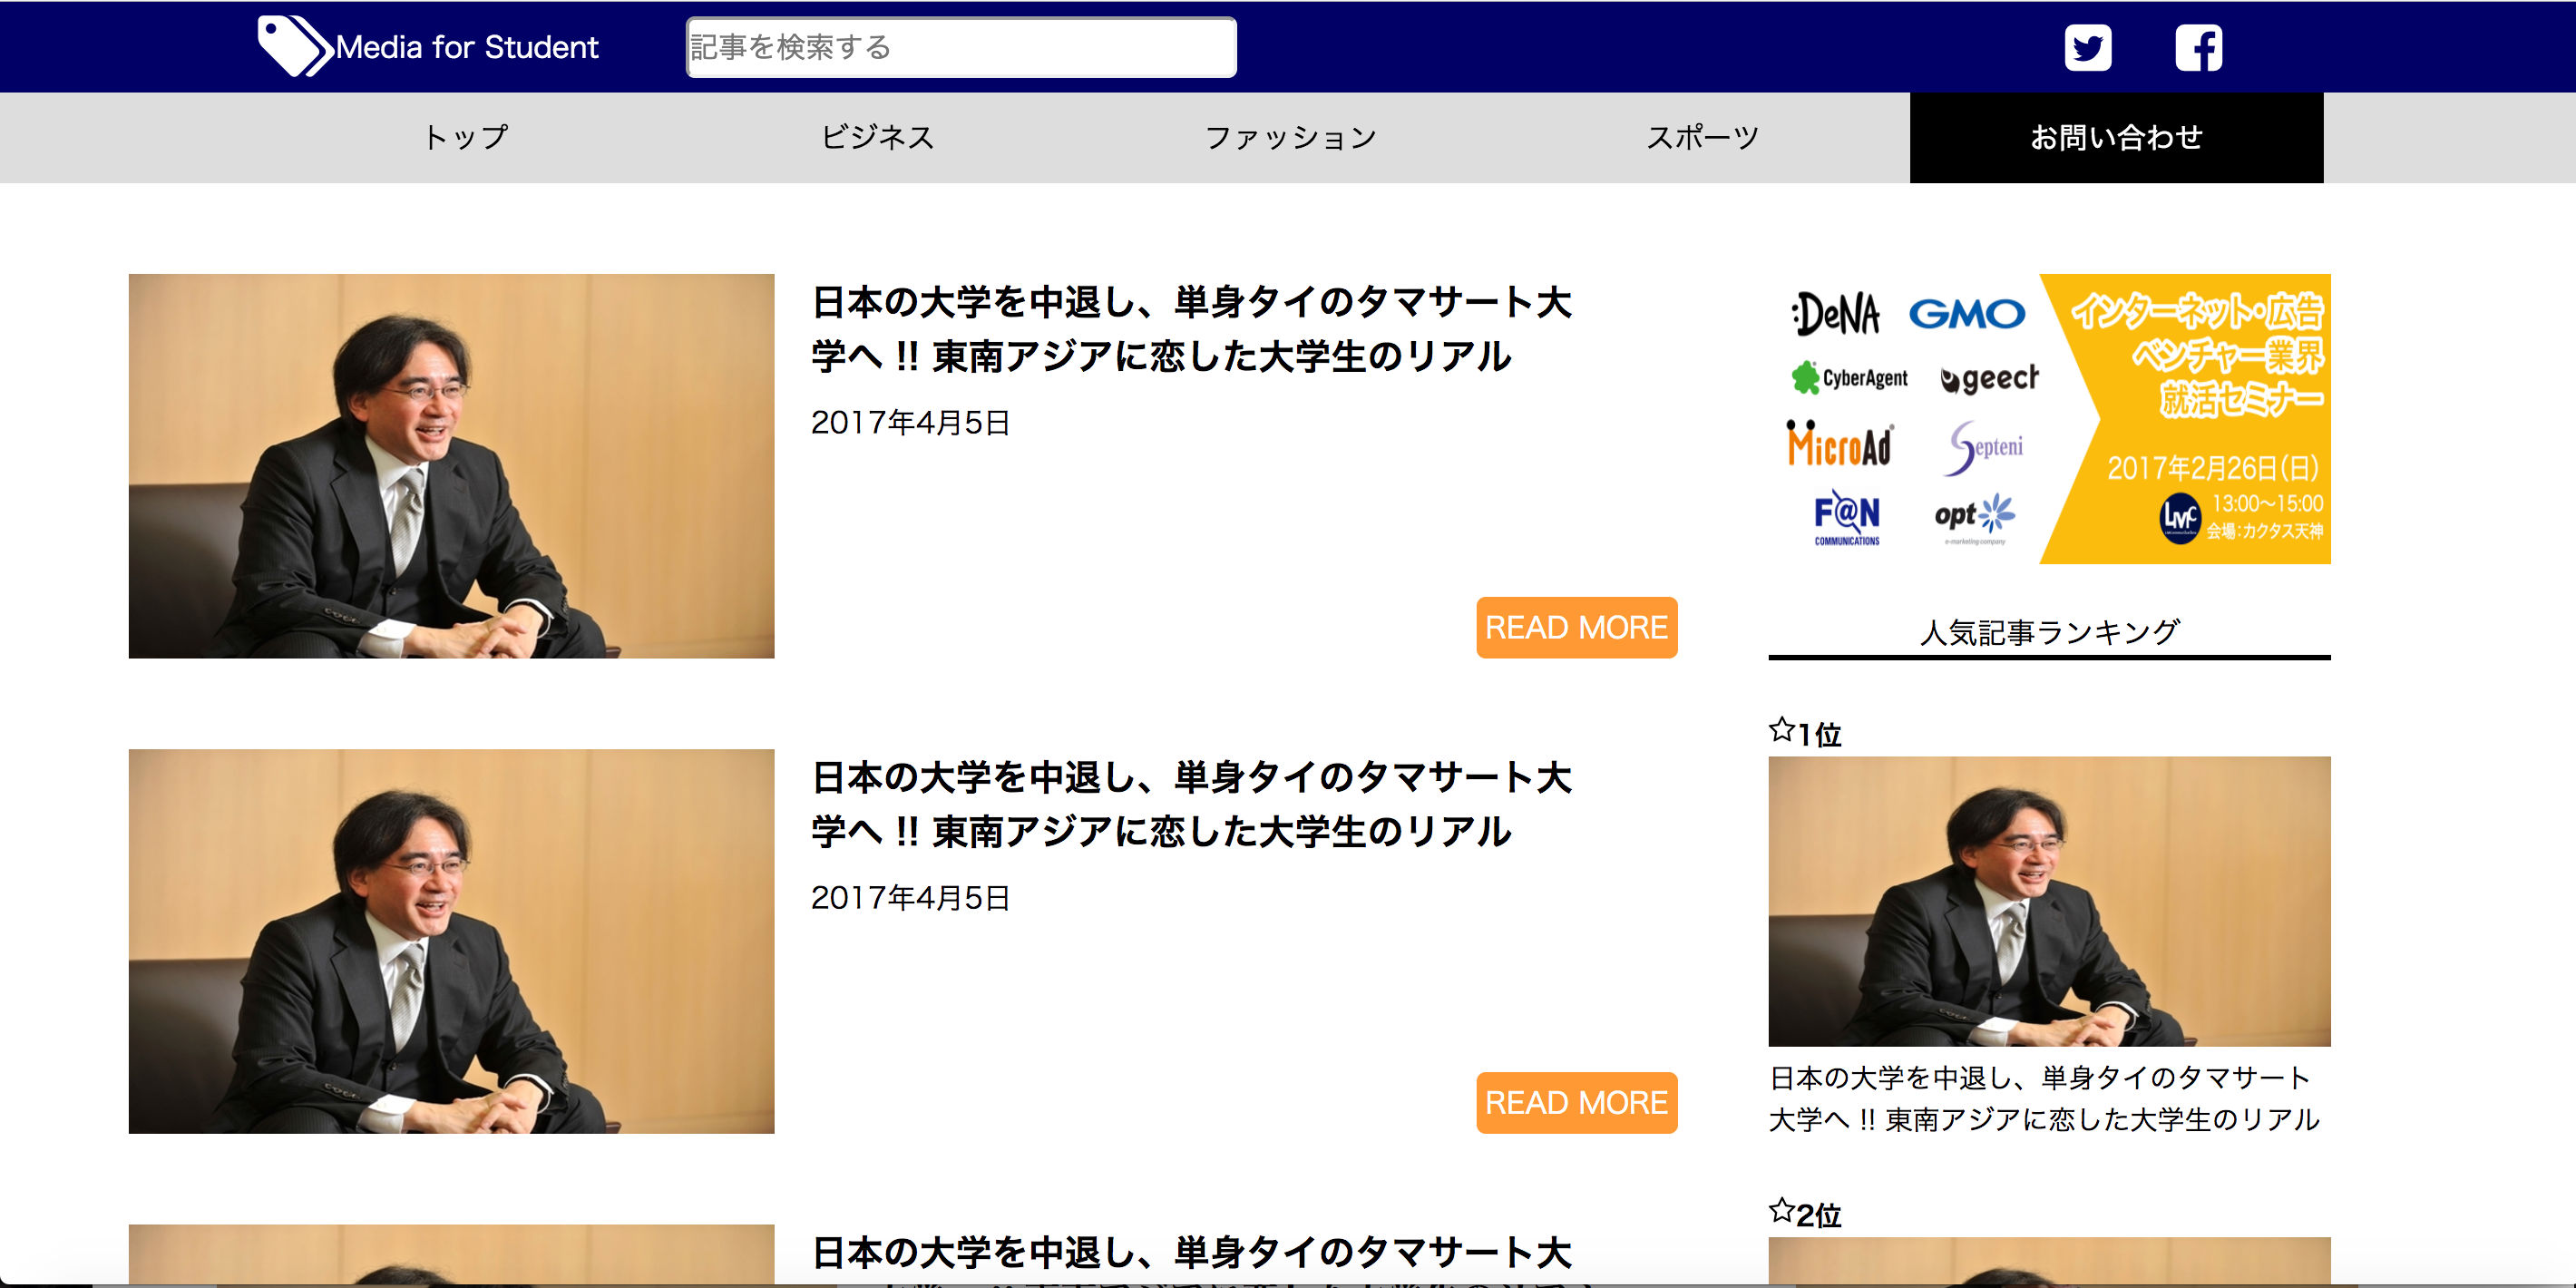 Media for Student
記事を検索する
トップ
ビジネス
ファッション
スポーツ
お問い合わせ
日本の大学を中退し、単身タイのタマサート大
学へ !! 東南アジアに恋した大学生のリアル
2017年4月5日
READ MORE
日本の大学を中退し、単身タイのタマサート大
学へ !! 東南アジアに恋した大学生のリアル
2017年4月5日
READ MORE
日本の大学を中退し、単身タイのタマサート大
:DeNA
GMO
CyberAgent
geech
MicroAd
Septeni
F@N
COMMUNICATIONS
opt
e-marketing company
インターネット・広告
ベンチャー業界
就活セミナー
2017年2月26日(日)
LMC
13:00〜15:00
会場:カクタス天神
人気記事ランキング
☆1位
日本の大学を中退し、単身タイのタマサート
大学へ !! 東南アジアに恋した大学生のリアル
☆2位